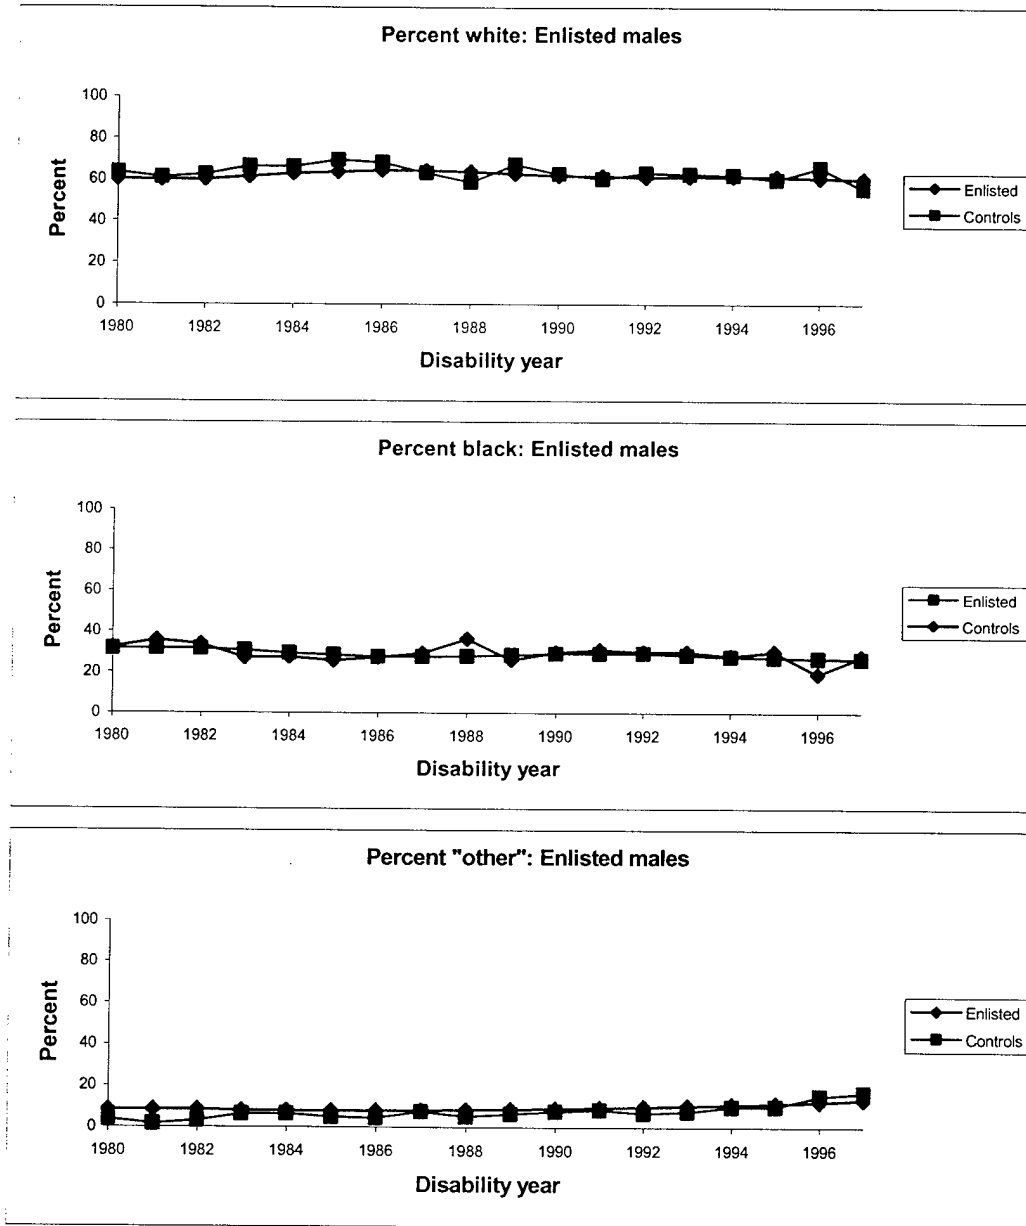 Percent white: Enlisted males
100
80
60
40
20
0
Percent
1980 1982 1984 1986 1988 1990 1992 1994 1996
Disability year
Enlisted
Controls
Percent black: Enlisted males
100
80
60
40
20
0
Percent
1980 1982 1984 1986 1988 1990 1992 1994 1996
Disability year
Enlisted
Controls
Percent "other": Enlisted males
100
80
60
40
20
0
Percent
1980 1982 1984 1986 1988 1990 1992 1994 1996
Disability year
Enlisted
Controls